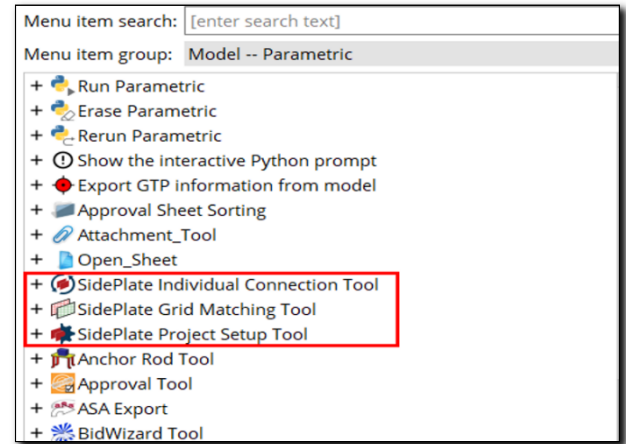 Menu item search: [enter search text]
Menu item group: Model -- Parametric
+ Run Parametric
+ Erase Parametric
+ Rerun Parametric
+ Show the interactive Python prompt
+ Export GTP information from model
+ Approval Sheet Sorting
+ Attachment_Tool
+ Open_Sheet
+ SidePlate Individual Connection Tool
+ SidePlate Grid Matching Tool
+ SidePlate Project Setup Tool
+ Anchor Rod Tool
+ Approval Tool
+ ASA Export
+ BidWizard Tool